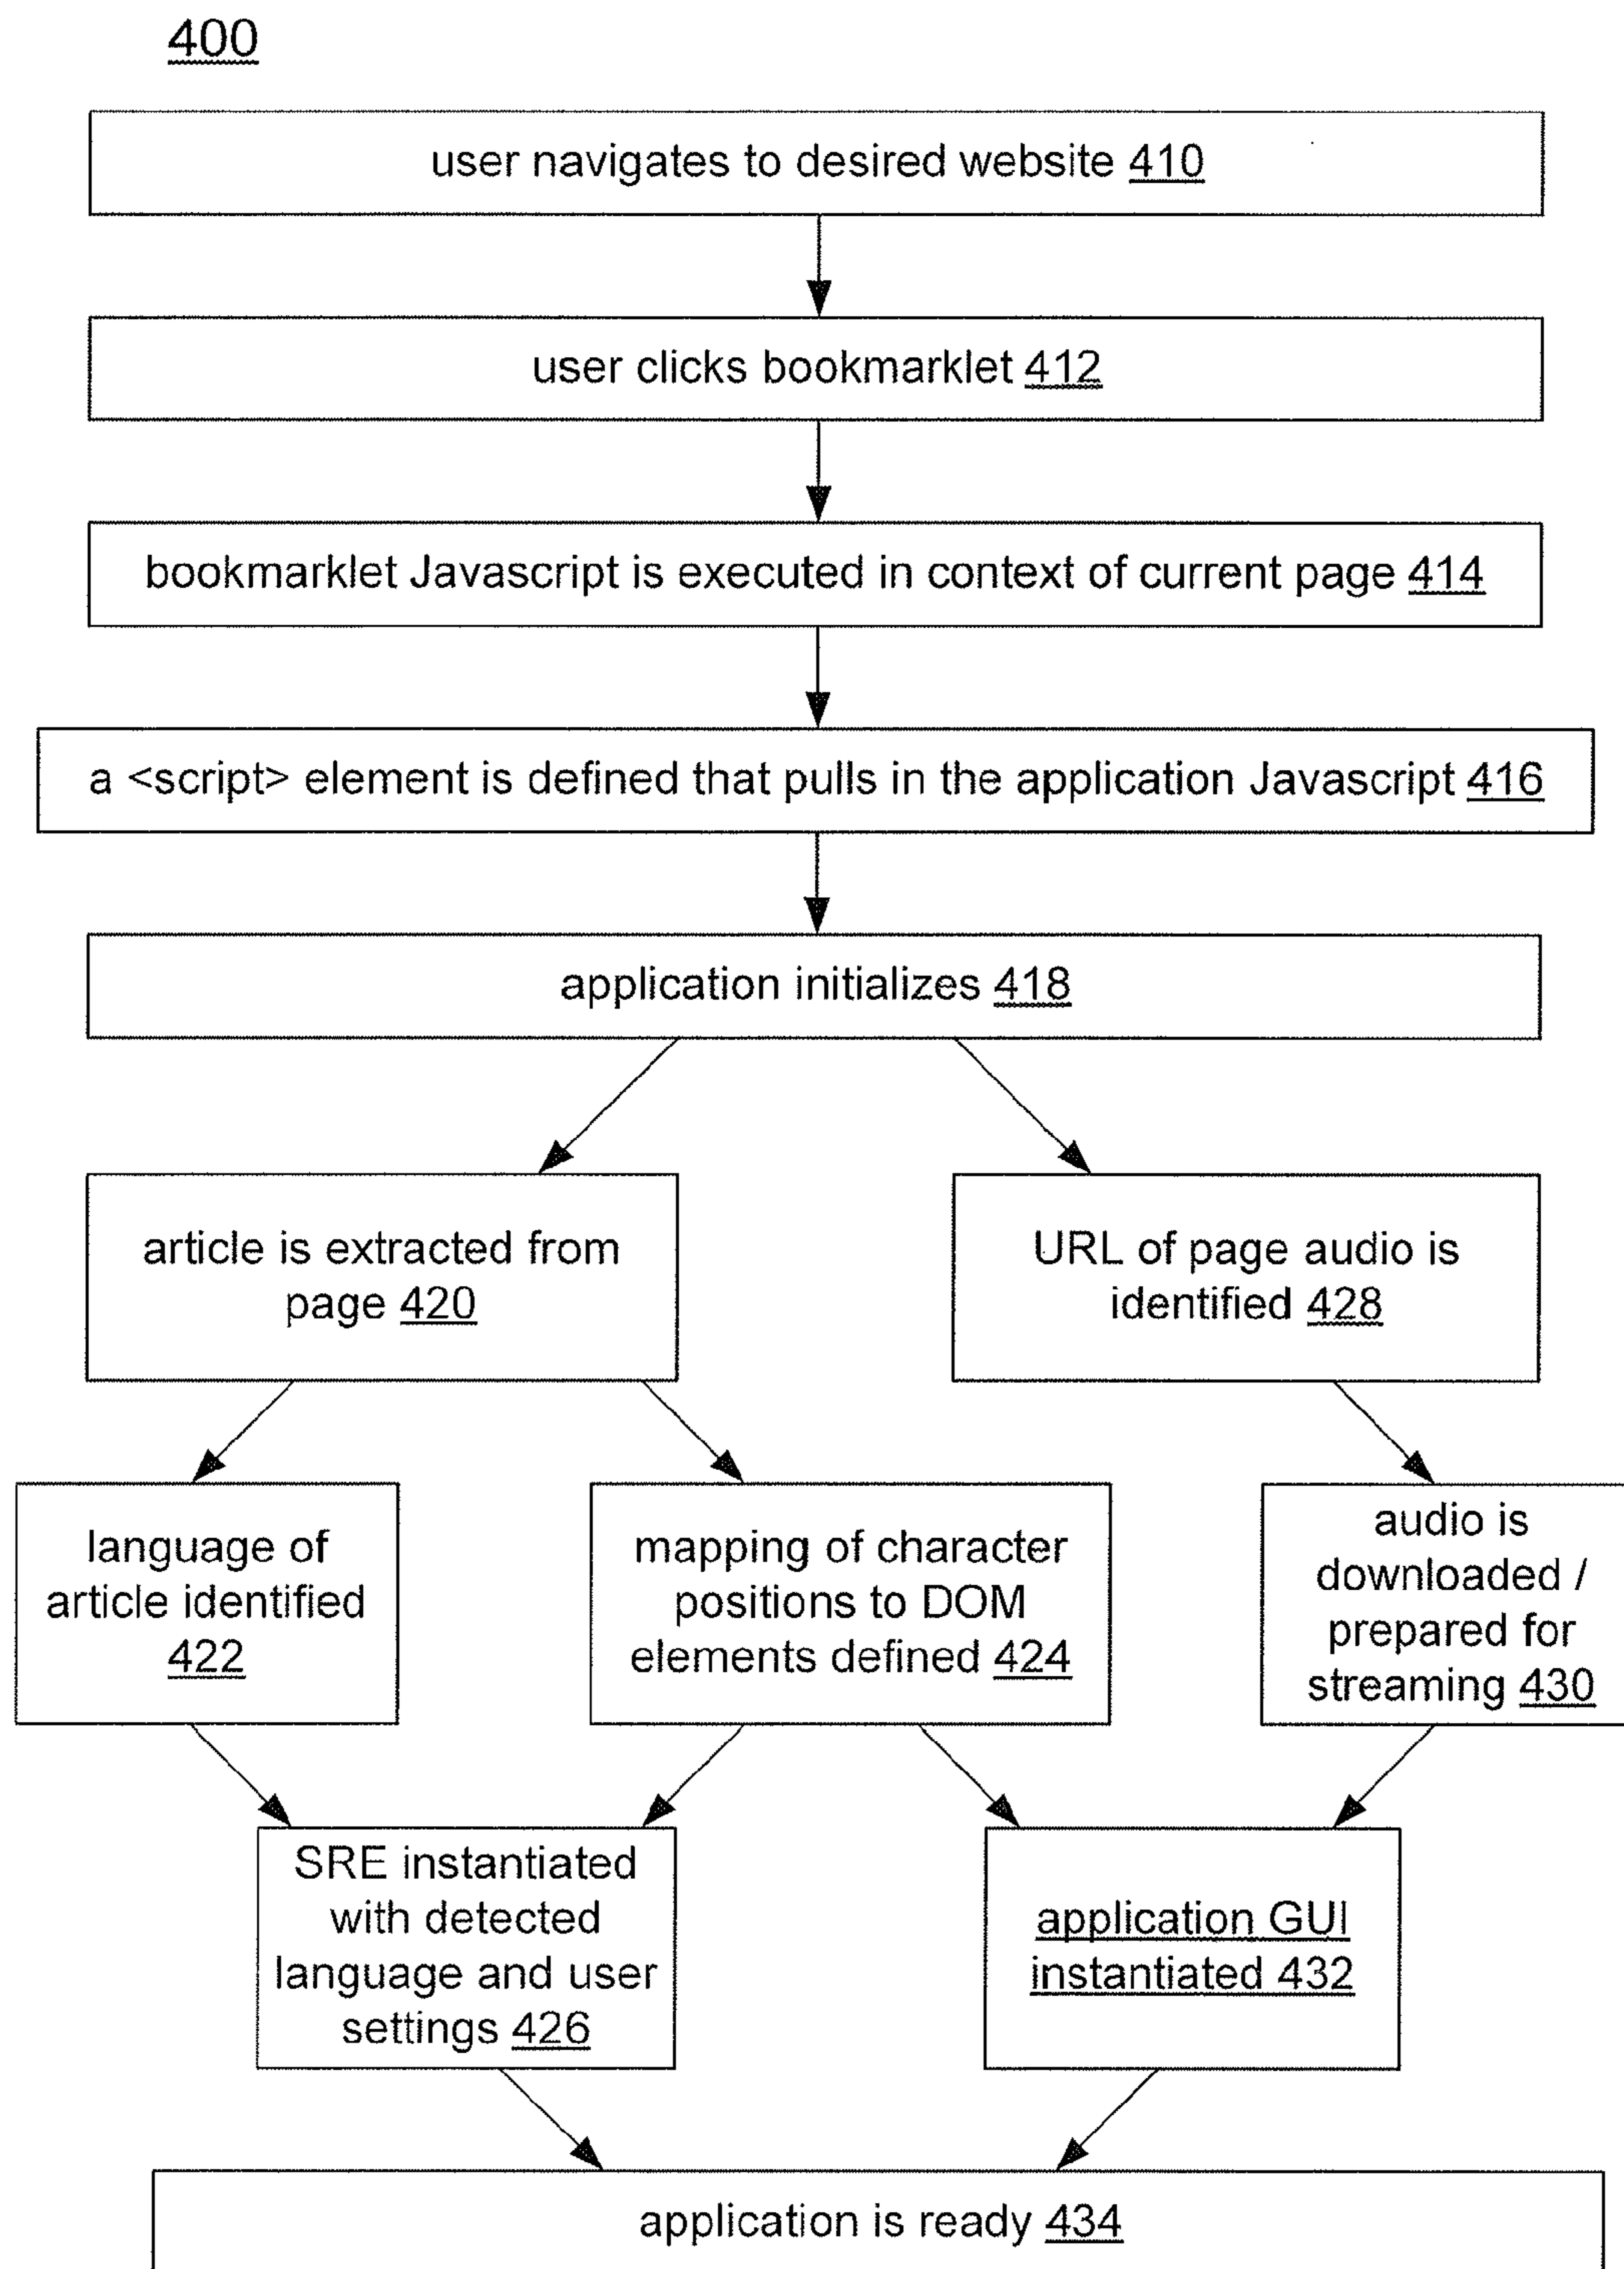 400
user navigates to desired website 410
user clicks bookmarklet 412
bookmarklet Javascript is executed in context of current page 414
a <script> element is defined that pulls in the application Javascript 416
application initializes 418
article is extracted from
page 420
URL of page audio is
identified 428
language of
article identified
422
mapping of character
positions to DOM
elements defined 424
audio is
downloaded /
prepared for
streaming 430
SRE instantiated
with detected
language and user
settings 426
application GUI
instantiated 432
application is ready 434